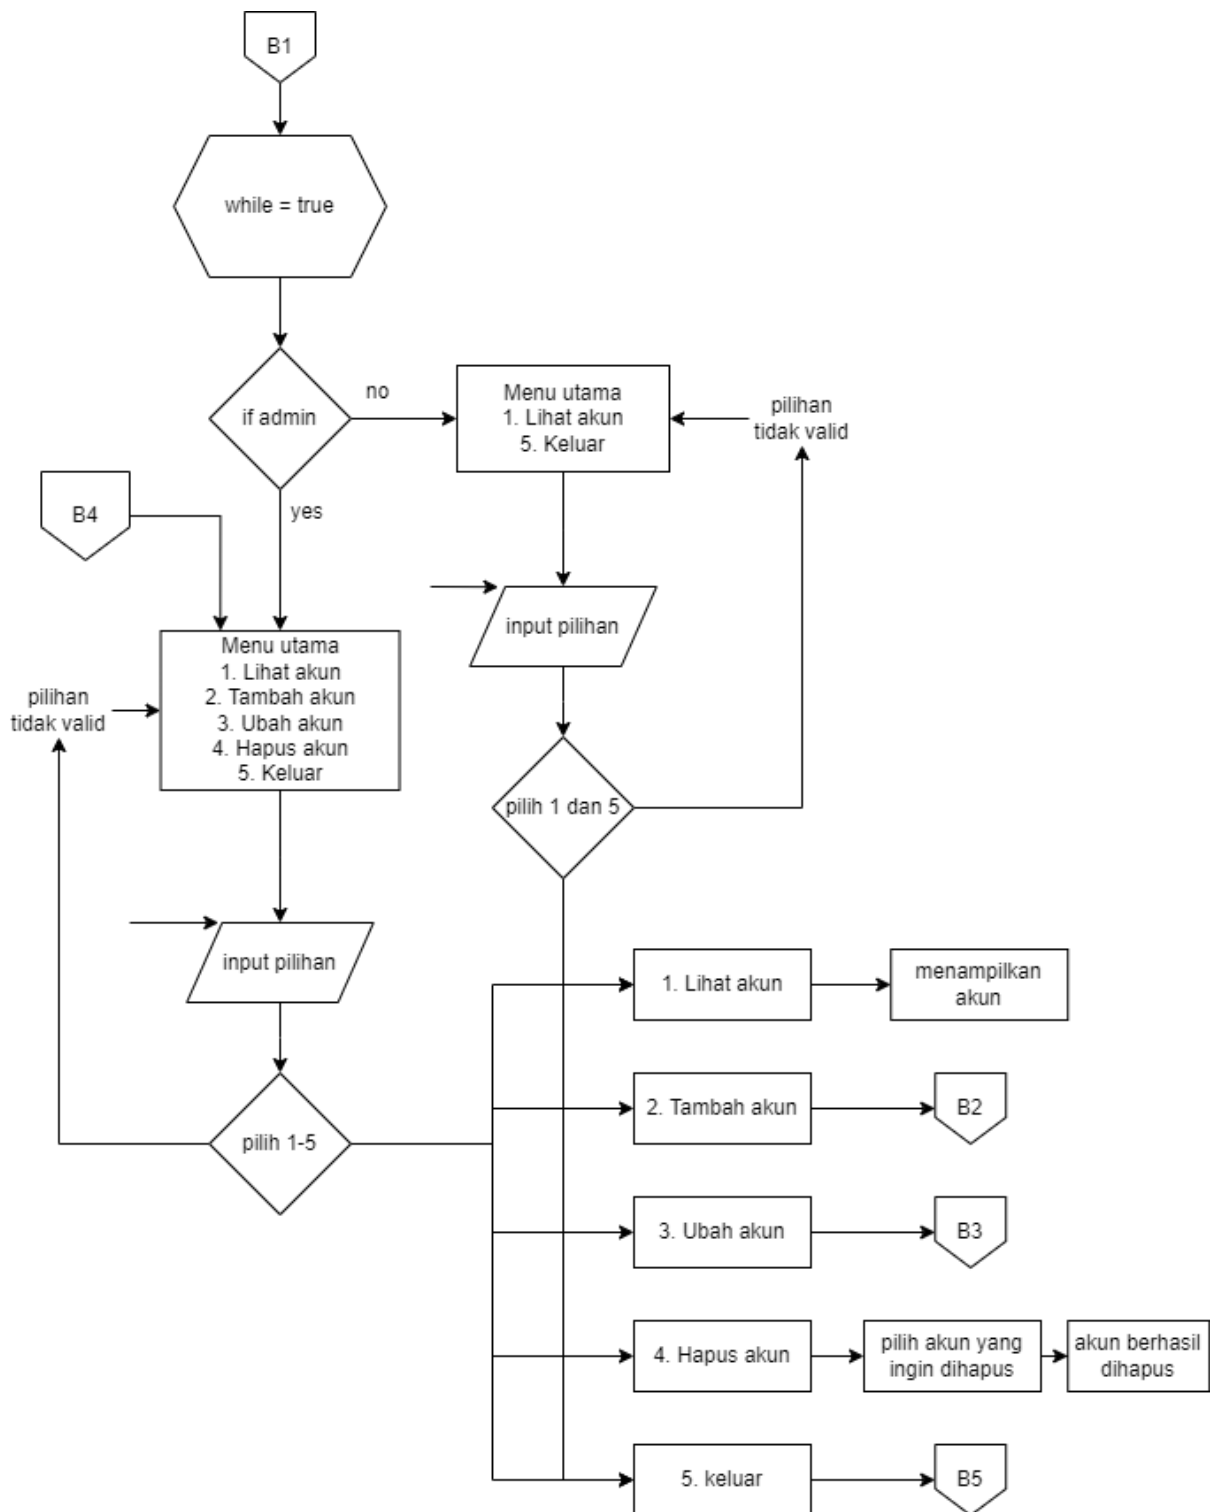 B1
while = true
if admin
no
Menu utama
1. Lihat akun
5. Keluar
pilihan
tidak valid
yes
B4
input pilihan
Menu utama
1. Lihat akun
2. Tambah akun
3. Ubah akun
4. Hapus akun
5. Keluar
pilihan
tidak valid
pilih 1 dan 5
input pilihan
1. Lihat akun
menampilkan
akun
2. Tambah akun
B2
pilih 1-5
3. Ubah akun
B3
4. Hapus akun
pilih akun yang
ingin dihapus
akun berhasil
dihapus
5. keluar
B5